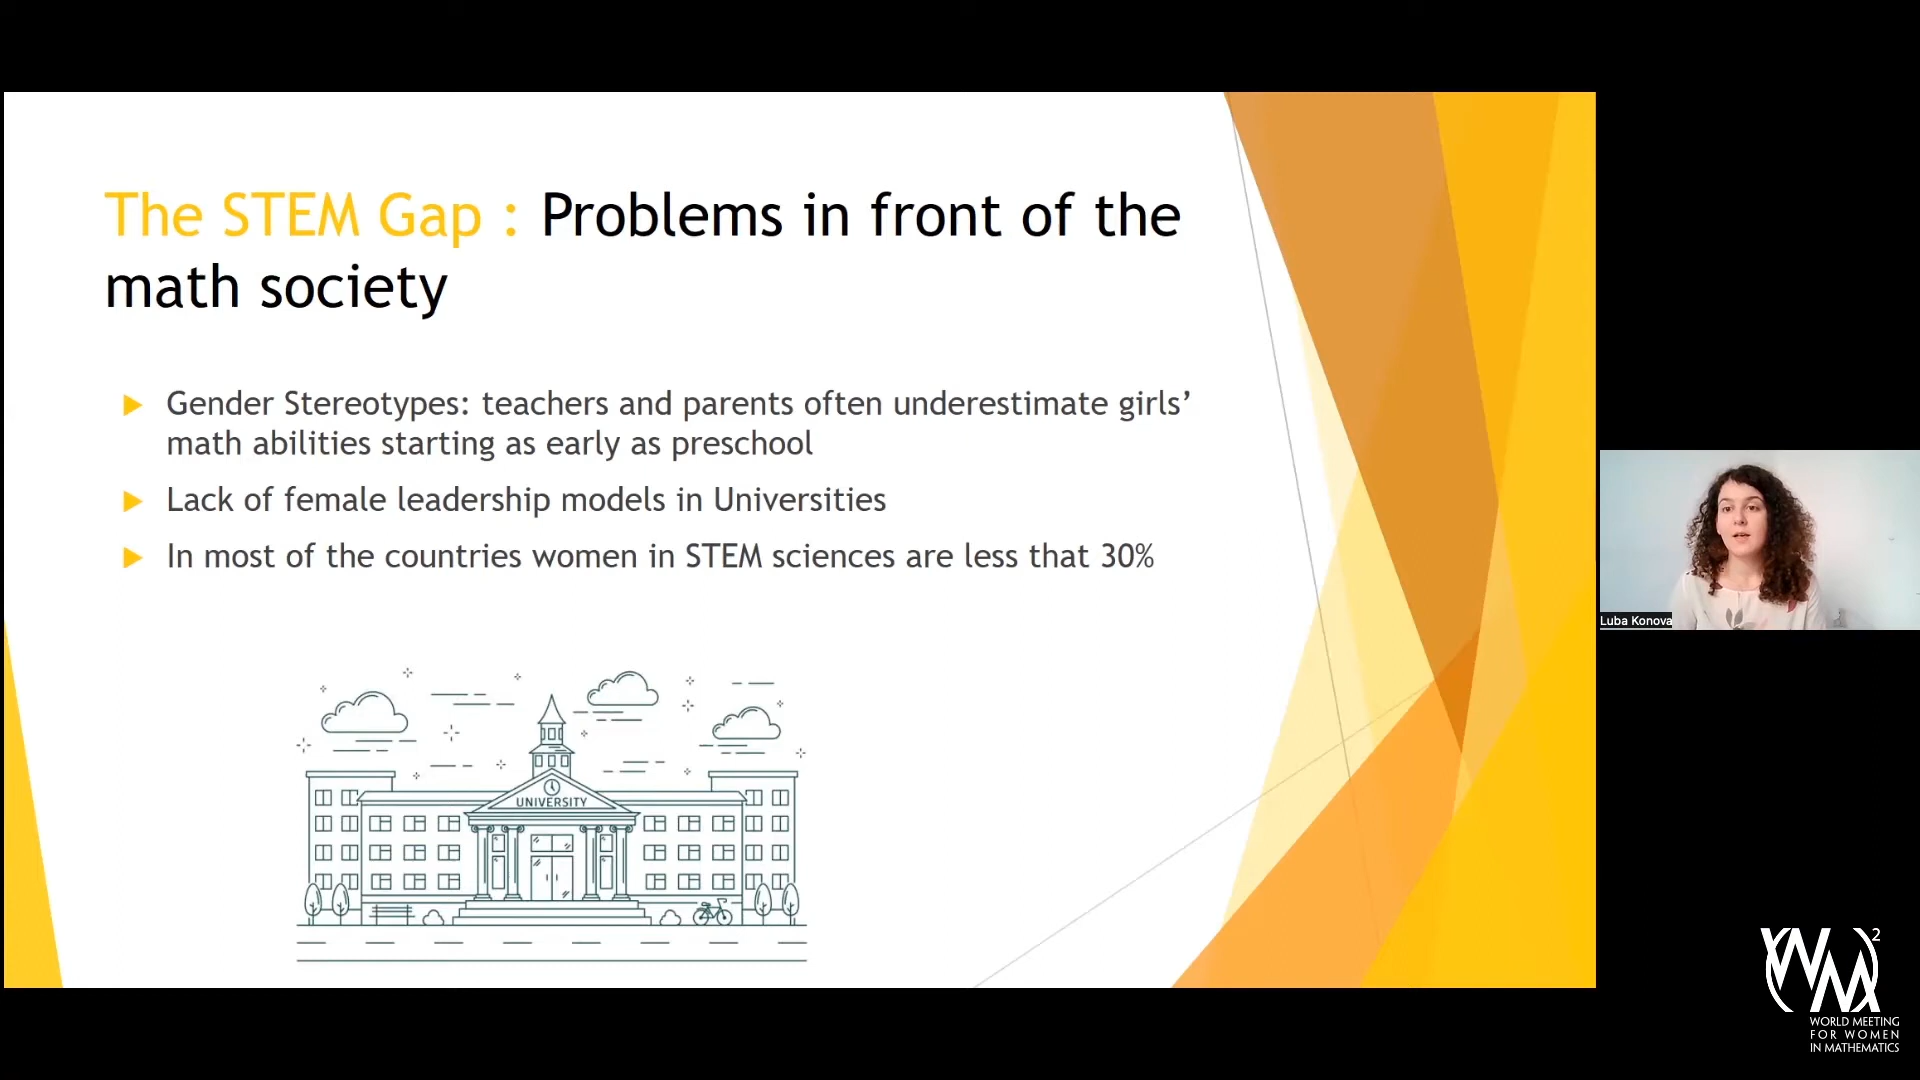 The STEM Gap : Problems in front of the
math society
Gender Stereotypes: teachers and parents often underestimate girls’
math abilities starting as early as preschool
Lack of female leadership models in Universities
In most of the countries women in STEM sciences are less that 30%
UNIVERSITY
Luba Konova
WM 2
WORLD MEETING
FOR WOMEN
IN MATHEMATICS